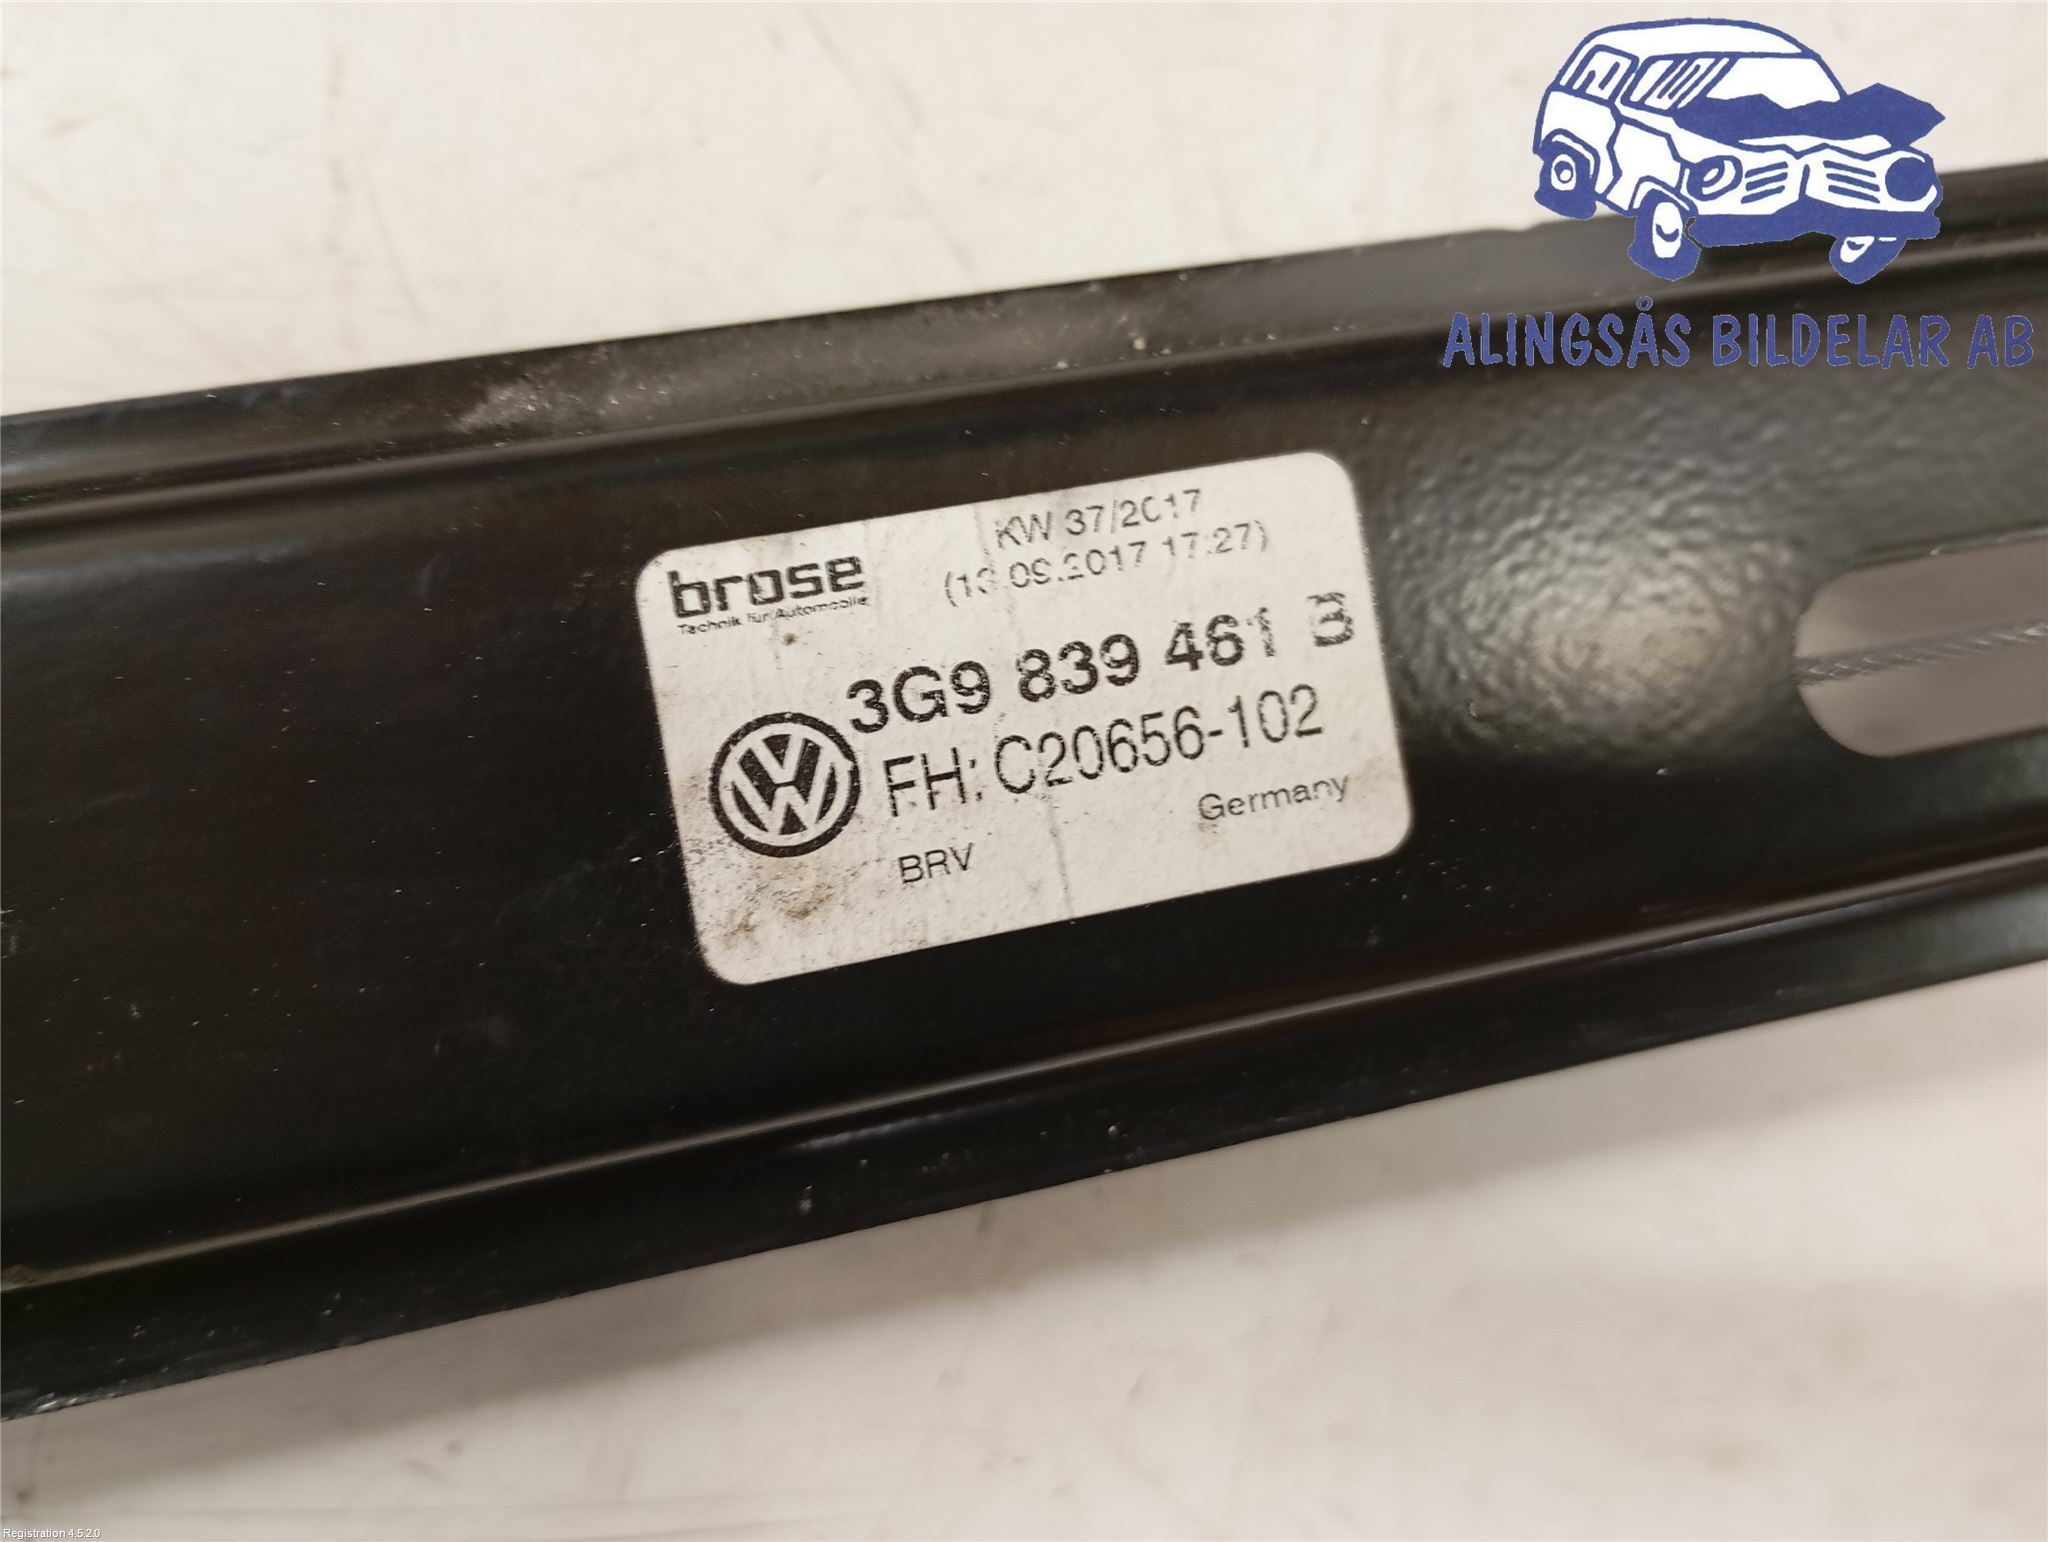 ALINGSÅS BILDELAR AB
KW 37/2017
(13.09.2017 17:27)
brose
Technik für Automobile
3G9 839 461 B
FH: C20656-102
Germany
BRV
Registration 4.5.2.0